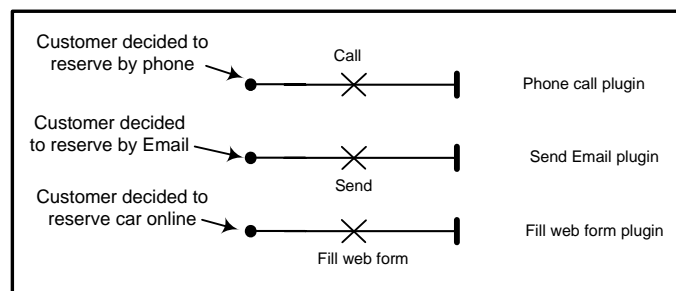 Customer decided to
reserve by phone
Call
Phone call plugin
Customer decided
to reserve by Email
Send Email plugin
Send
Customer decided to
reserve car online
Fill web form plugin
Fill web form